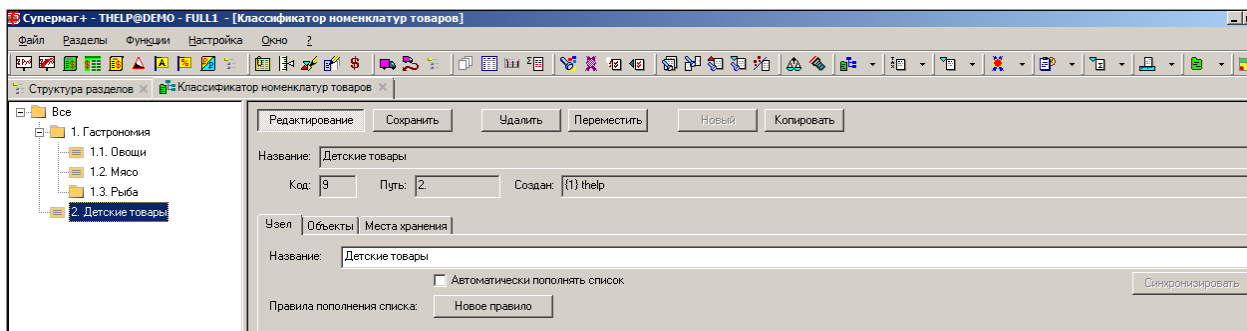 Супермаг+ - THELP@DEMO - FULL1 - [Классификатор номенклатур товаров]
Файл Разделы Функции Настройка Окно ?
Структура разделов Классификатор номенклатур товаров
Все
1. Гастрономия
1.1. Овощи
1.2. Мясо
1.3. Рыба
2. Детские товары
Редактирование Сохранить Удалить Переместить Новый Копировать
Название: Детские товары
Код: 9 Путь: 2. Создан: {1} thelp
Узел Объекты Места хранения
Название: Детские товары
Автоматически пополнять список
Синхронизировать
Правила пополнения списка: Новое правило